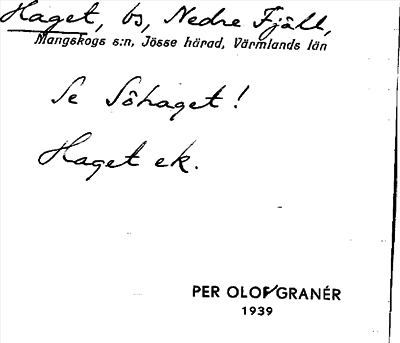 Haget, bs, Nedre Fjäll,
Mangskogs s:n, Jösse härad, Värmlands län
Se Söhaget!
Haget ek.
PER OLOF GRANÉR
1939